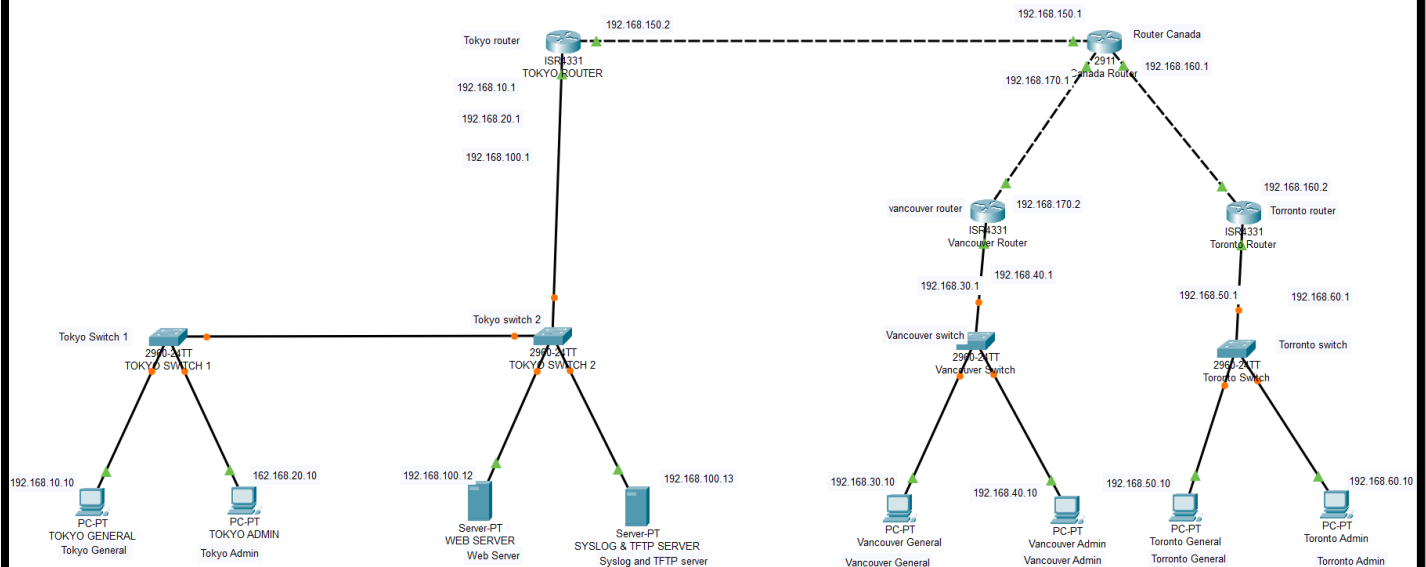 192.168.150.1
192.168.150.2
Router Canada
Tokyo router
ISR4331
TOKYO ROUTER
2911
Canada Router
192.168.160.1
192.168.170.1
192.168.10.1
192.168.20.1
192.168.100.1
192.168.160.2
192.168.170.2
vancouver router
Torronto router
ISR4331
Vancouver Router
ISR4331
Toronto Router
192.168.40.1
192.168.30.1
192.168.50.1
192.168.60.1
Tokyo switch 2
Tokyo Switch 1
Vancouver switch
Torronto switch
2960-24TT
TOKYO SWITCH 1
2960-24TT
TOKYO SWITCH 2
2960-24TT
Vancouver Switch
2960-24TT
Toronto Switch
192.168.10.10
162.168.20.10
192.168.100.12
192.168.100.13
192.168.30.10
192.168.40.10
192.168.50.10
192.168.60.10
PC-PT
TOKYO GENERAL
Tokyo General
PC-PT
TOKYO ADMIN
Tokyo Admin
Server-PT
WEB SERVER
Web Server
Server-PT
SYSLOG & TFTP SERVER
Syslog and TFTP server
PC-PT
Vancouver General
Vancouver General
PC-PT
Vancouver Admin
Vancouver Admin
PC-PT
Toronto General
Torronto General
PC-PT
Toronto Admin
Torronto Admin